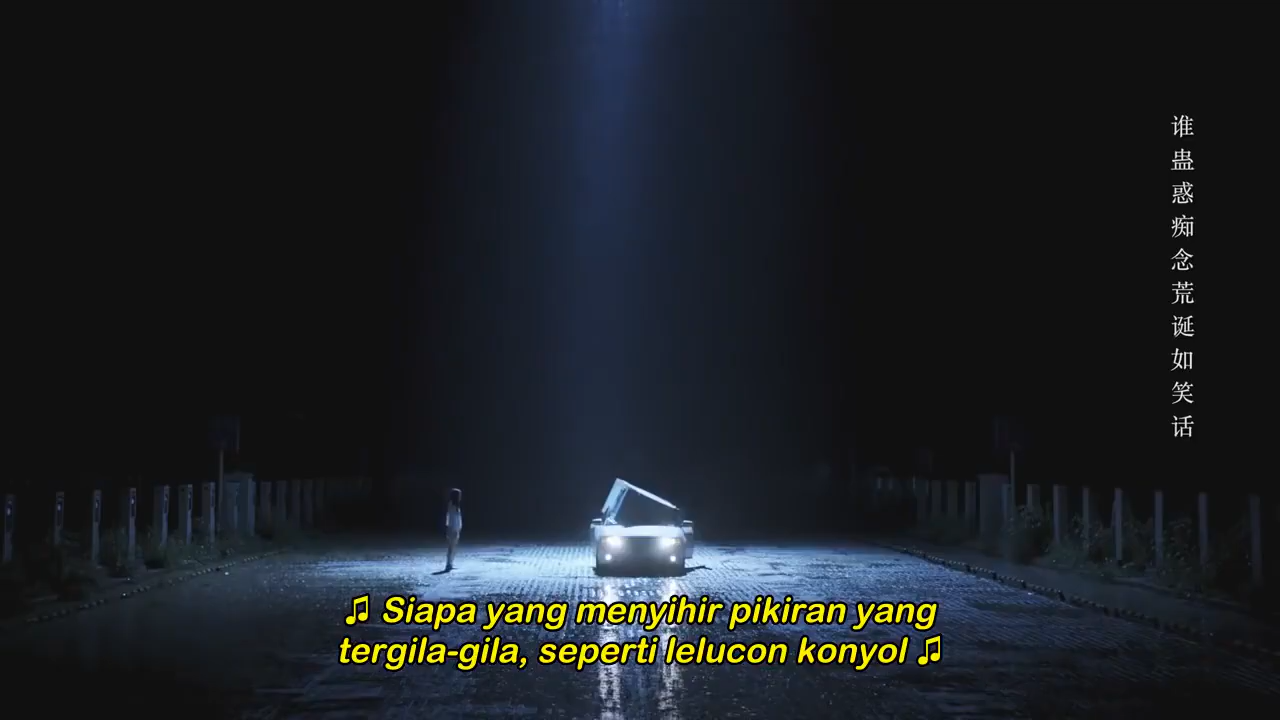 谁蛊惑痴念荒诞如笑话
♫ Siapa yang menyihir pikiran yang
tergila-gila, seperti lelucon konyol ♫